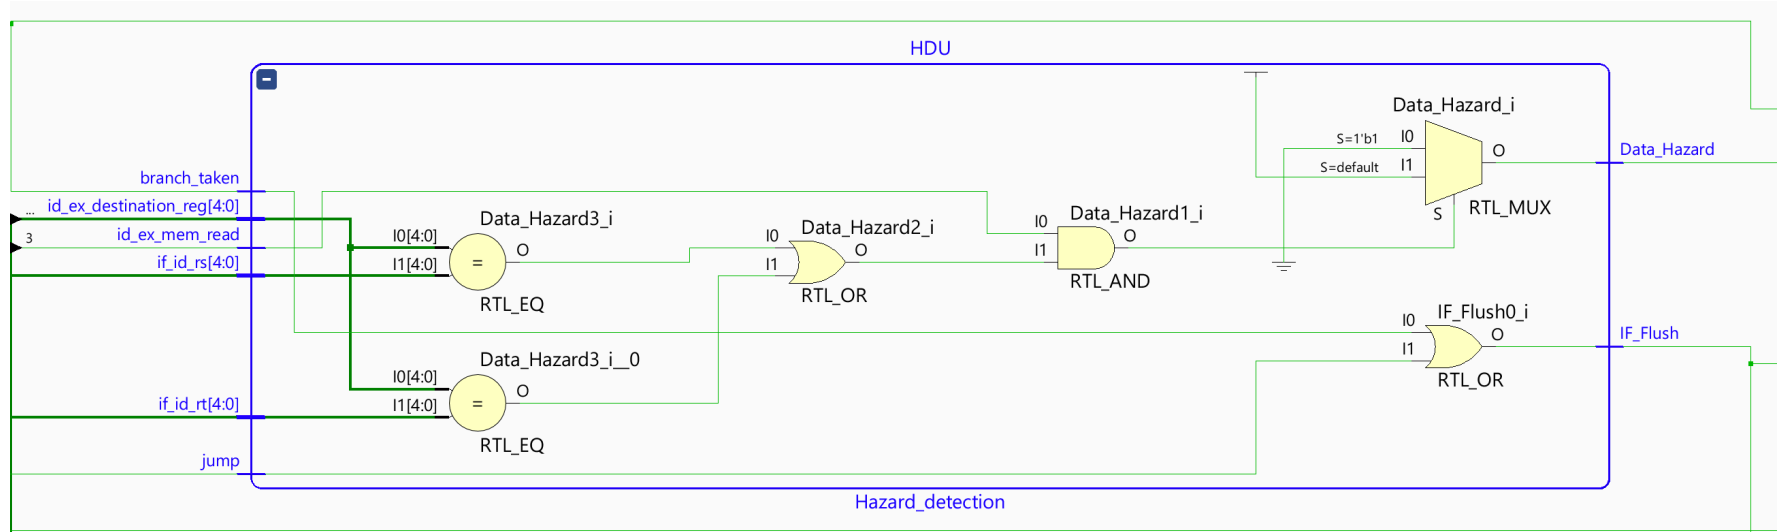 HDU
Data_Hazard_i
S=1'b1
I0
S=default
I1
O
S
RTL_MUX
Data_Hazard
branch_taken
...
id_ex_destination_reg[4:0]
3
id_ex_mem_read
if_id_rs[4:0]
Data_Hazard3_i
I0[4:0]
I1[4:0]
=
O
RTL_EQ
Data_Hazard2_i
I0
I1
O
RTL_OR
Data_Hazard1_i
I0
I1
O
RTL_AND
IF_Flush0_i
I0
I1
O
RTL_OR
IF_Flush
Data_Hazard3_i__0
I0[4:0]
I1[4:0]
=
O
RTL_EQ
if_id_rt[4:0]
jump
Hazard_detection